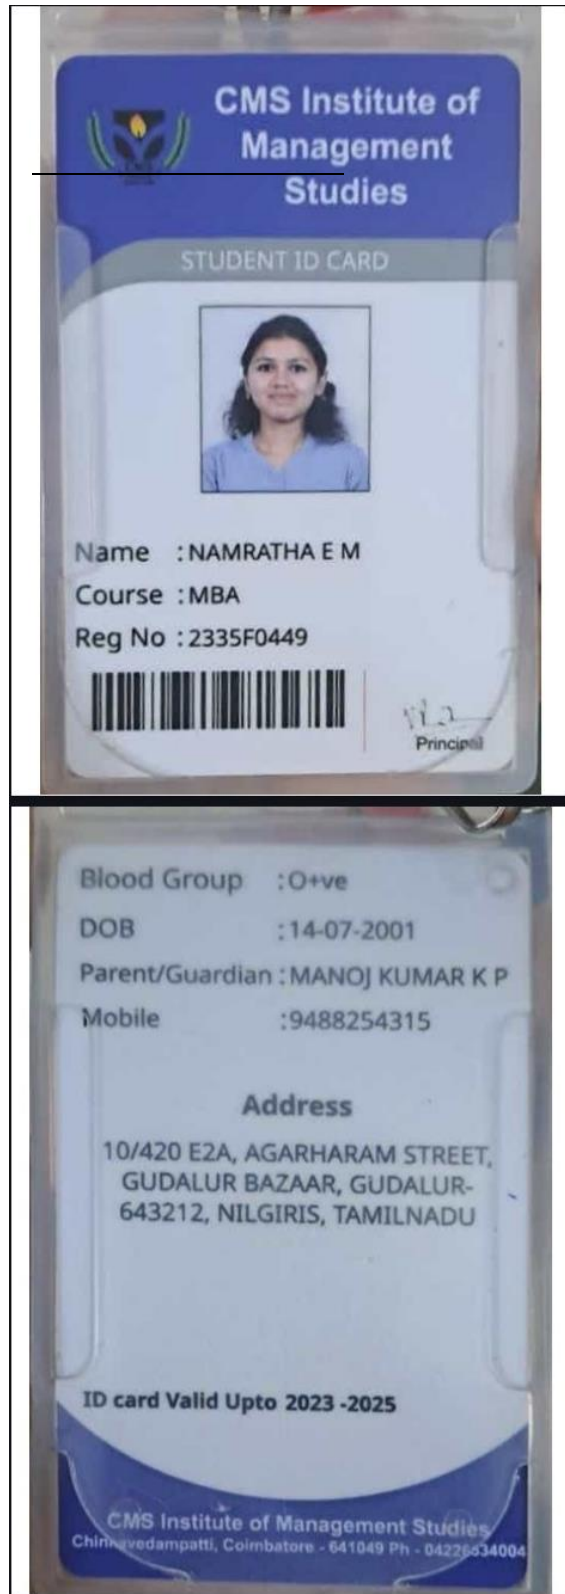 CMS Institute of
Management
Studies
STUDENT ID CARD
Name : NAMRATHA E M
Course : MBA
Reg No : 2335F0449
Principal
Blood Group : O+ve
DOB : 14-07-2001
Parent/Guardian : MANOJ KUMAR K P
Mobile : 9488254315
Address
10/420 E2A, AGARHARAM STREET,
GUDALUR BAZAAR, GUDALUR-
643212, NILGIRIS, TAMILNADU
ID card Valid Upto 2023 -2025
CMS Institute of Management Studies
Chinnavedampatti, Coimbatore - 641049 Ph - 04226534004